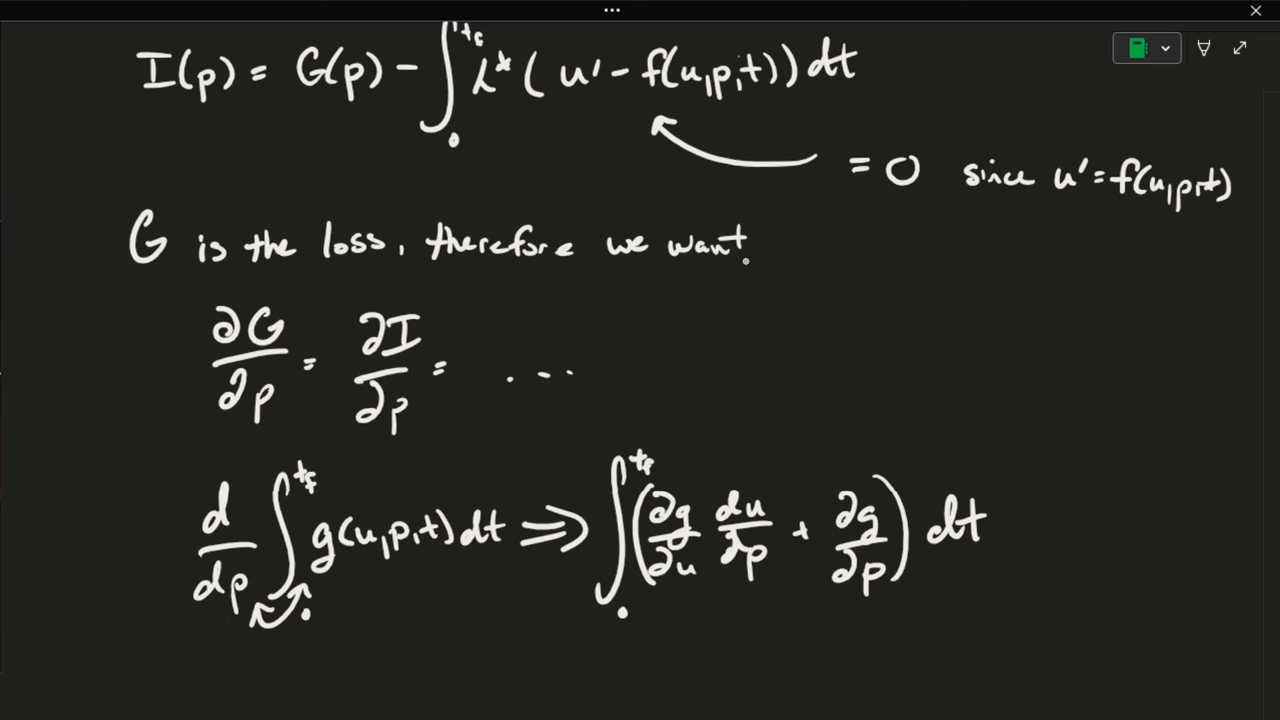 I(p) = G(p) - ∫₀^{t_f} λ* ( u' - f(u,p,t)) dt
= 0 since u' = f(u,p,t)
G is the loss, therefore we want
∂G/∂p = ∂I/∂p = ...
d/dp ∫₀^{t_f} g(u,p,t) dt ⟹ ∫₀^{t_f} (∂g/∂u du/∂p + ∂g/∂p) dt